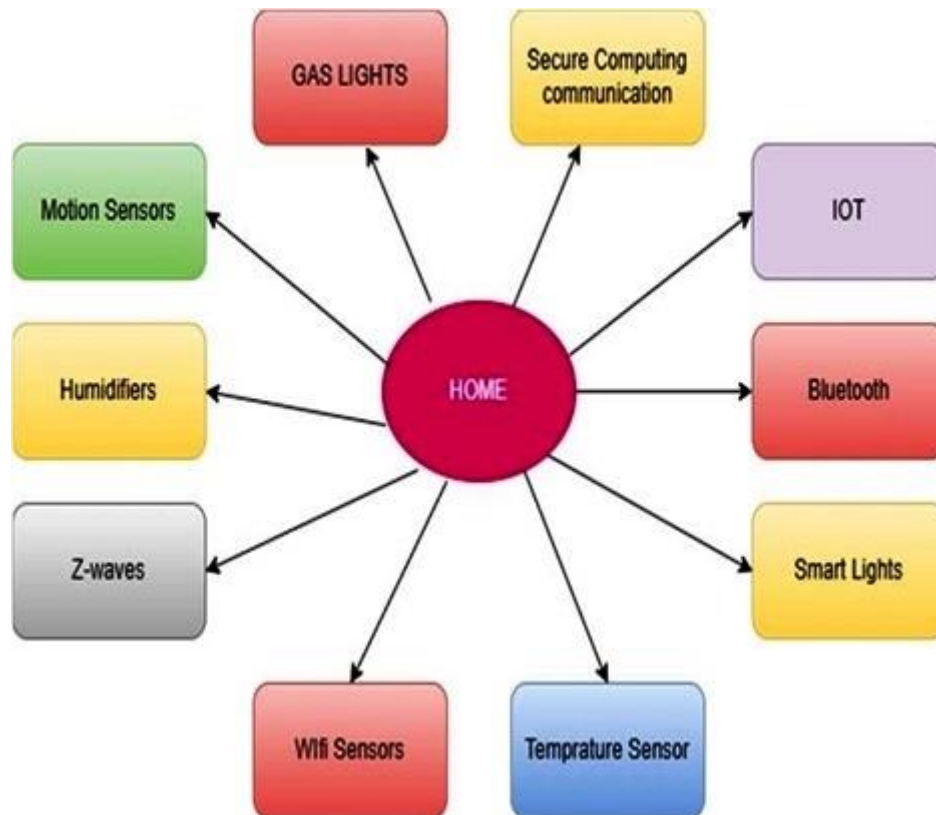 GAS LIGHTS
Secure Computing
communication
Motion Sensors
IOT
Humidifiers
HOME
Bluetooth
Z-waves
Smart Lights
WIfi Sensors
Temprature Sensor